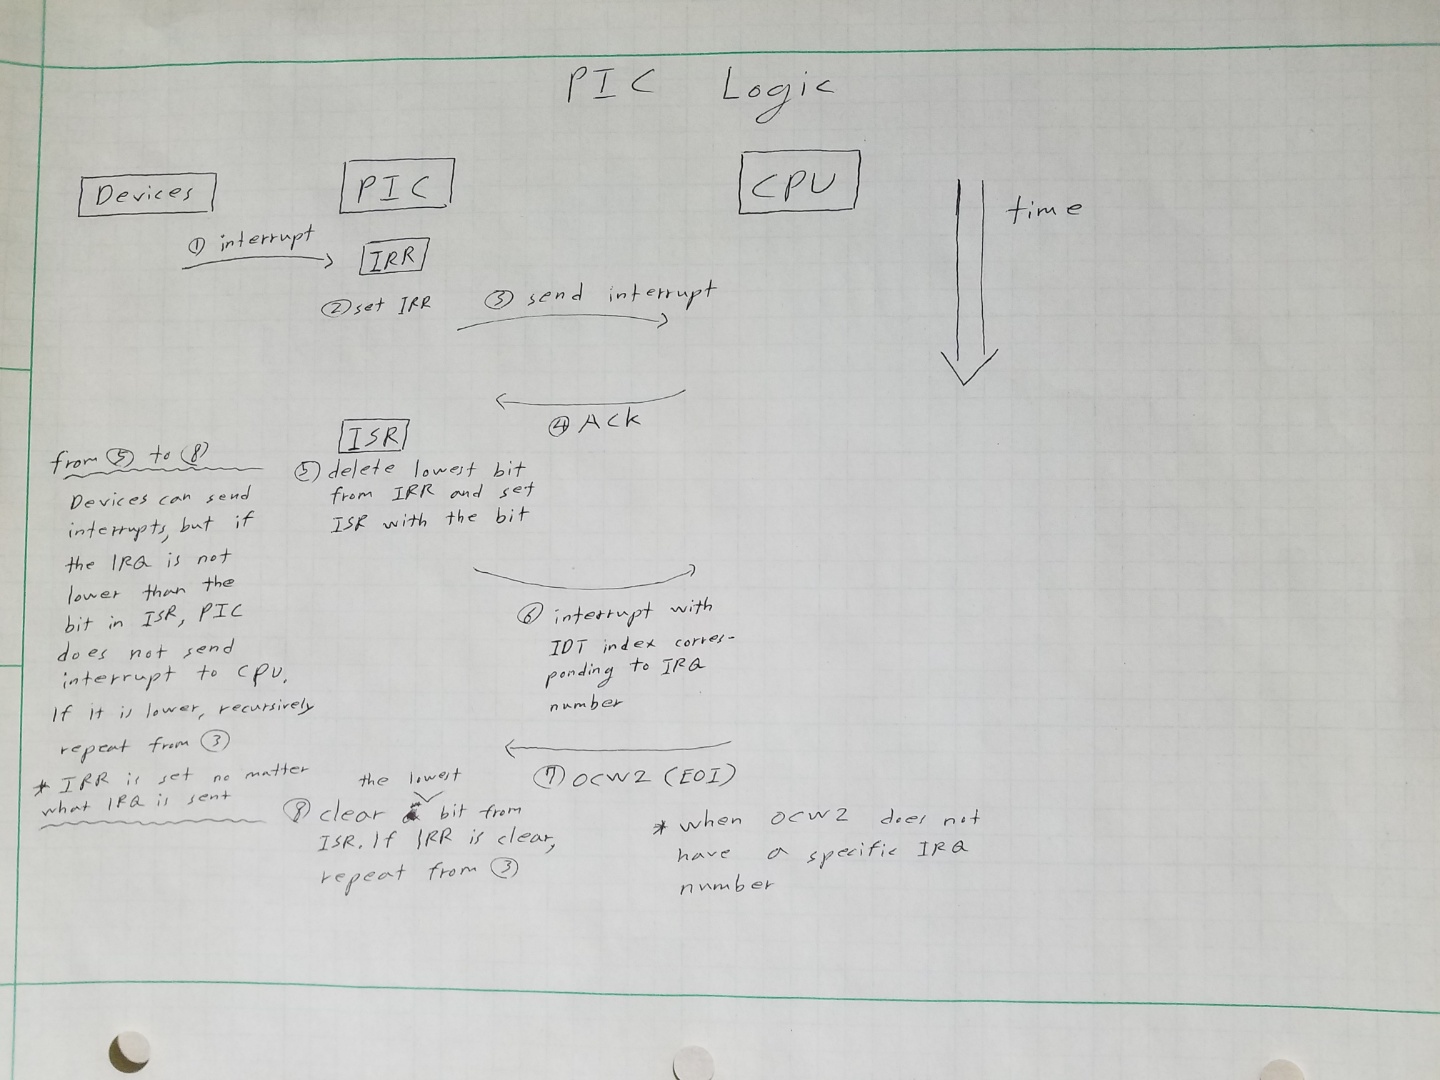 PIC Logic
Devices
PIC
CPU
time
① interrupt
IRR
② set IRR
③ send interrupt
④ Ack
ISR
⑤ delete lowest bit
from IRR and set
ISR with the bit
from ⑤ to ⑧
Devices can send
interrupts, but if
the IRQ is not
lower than the
bit in ISR, PIC
does not send
interrupt to CPU.
If it is lower, recursively
repeat from ③
* IRR is set no matter
what IRQ is sent
⑥ interrupt with
IDT index corres-
ponding to IRQ
number
⑦ OCW2 (EOI)
* when OCW2 does not
have a specific IRQ
number
the lowest
⑧ clear bit from
ISR. If IRR is clear,
repeat from ③